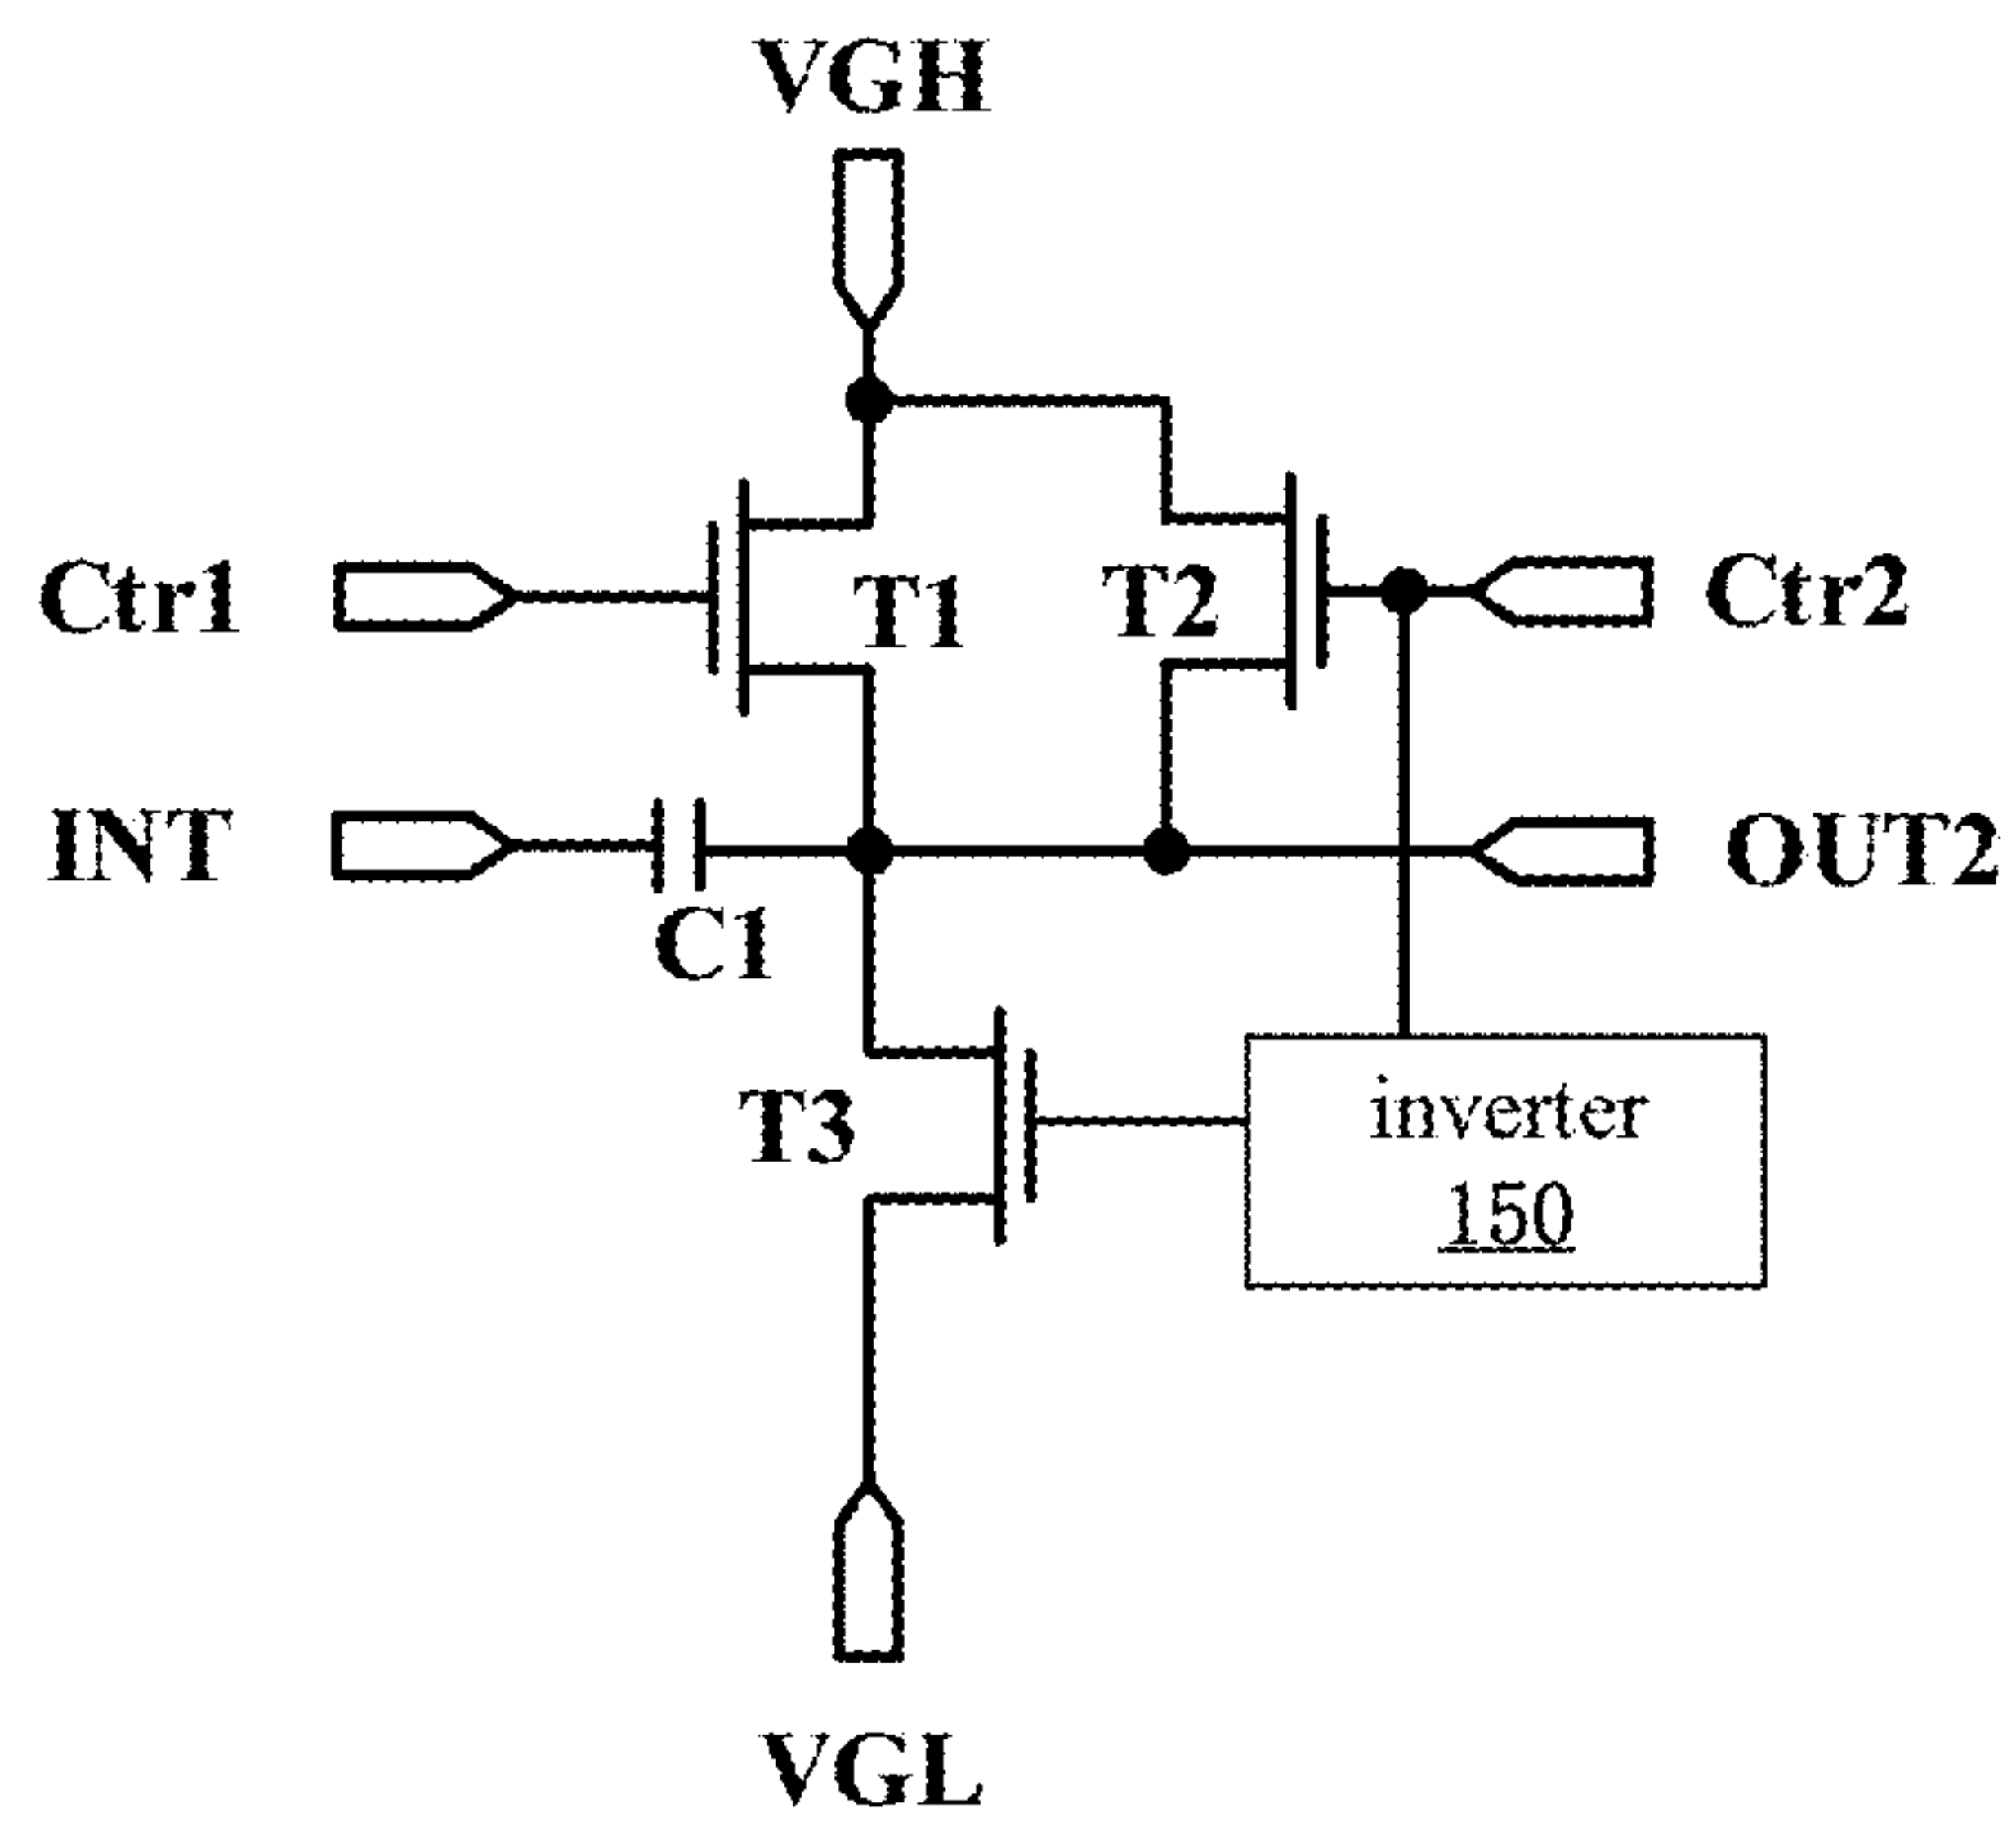 VGH
Ctr1
T1
T2
Ctr2
INT
OUT2
C1
T3
inverter
150
VGL